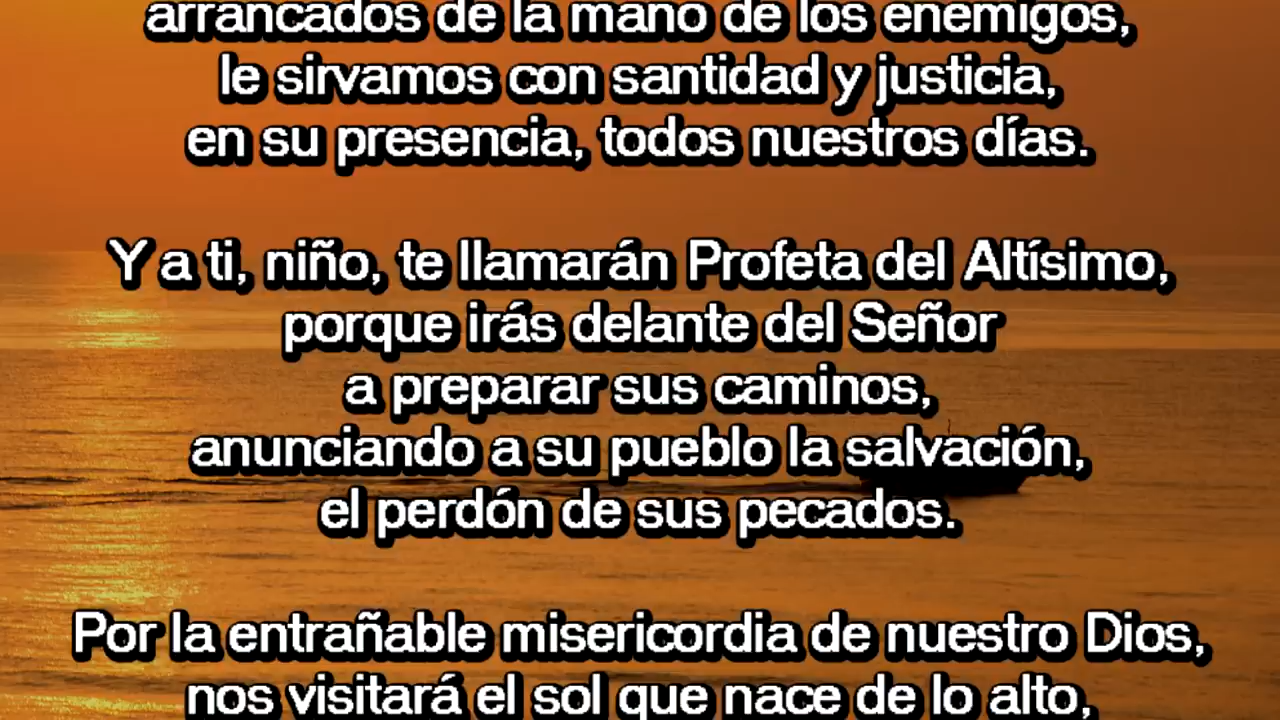 arrancados de la mano de los enemigos,
le sirvamos con santidad y justicia,
en su presencia, todos nuestros días.
Y a ti, niño, te llamarán Profeta del Altísimo,
porque irás delante del Señor
a preparar sus caminos,
anunciando a su pueblo la salvación,
el perdón de sus pecados.
Por la entrañable misericordia de nuestro Dios,
nos visitará el sol que nace de lo alto,